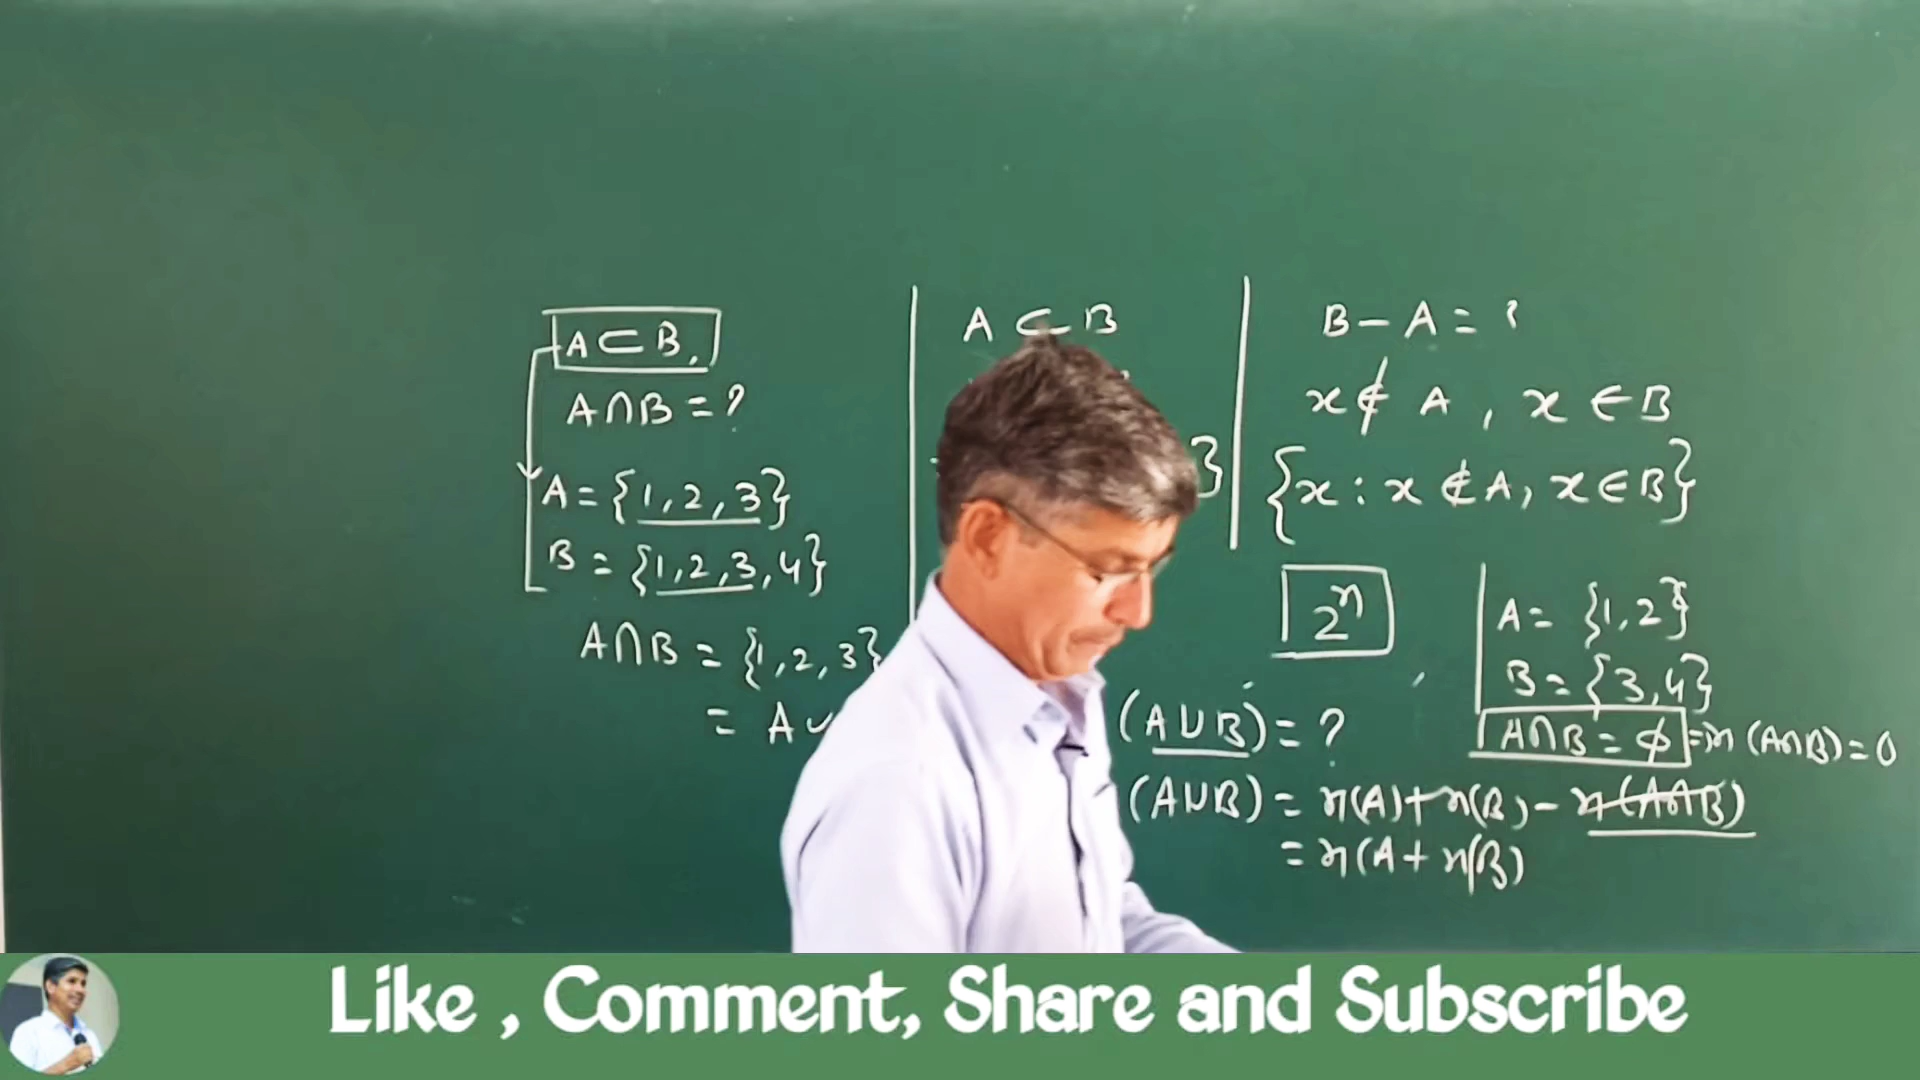 A ⊂ B,
A∩B = ?
A = {1,2,3}
B = {1,2,3,4}
A∩B = {1,2,3}
= A
A ⊂ B
}
B – A = ?
x ∉ A , x ∈ B
{x : x ∉ A, x ∈ B}
2ⁿ
A = {1,2}
B = {3,4}
A∩B = ϕ ⇒ n (A∩B) = 0
(A∪B) = ?
(A∪B) = n(A) + n(B) – n(A∩B)
= n(A + n(B)
Like , Comment, Share and Subscribe